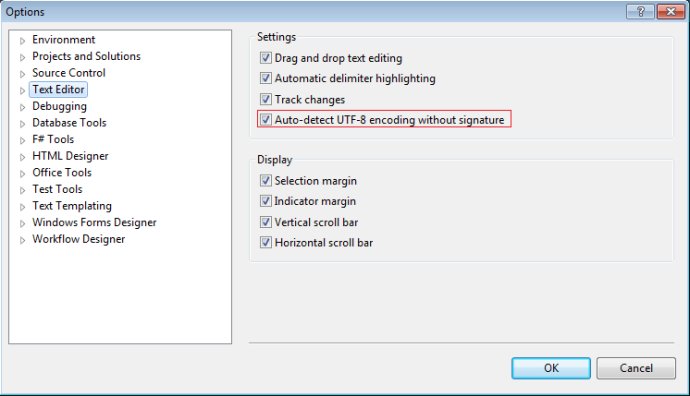 Options
Environment
Projects and Solutions
Source Control
Text Editor
Debugging
Database Tools
F# Tools
HTML Designer
Office Tools
Test Tools
Text Templating
Windows Forms Designer
Workflow Designer
Settings
Drag and drop text editing
Automatic delimiter highlighting
Track changes
Auto-detect UTF-8 encoding without signature
Display
Selection margin
Indicator margin
Vertical scroll bar
Horizontal scroll bar
OK
Cancel